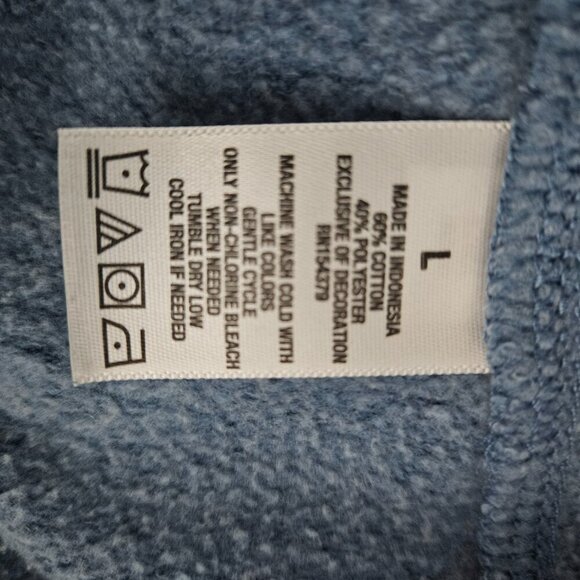 L
MADE IN INDONESIA
60% COTTON
40% POLYESTER
EXCLUSIVE OF DECORATION
RN154379
MACHINE WASH COLD WITH
LIKE COLORS
GENTLE CYCLE
ONLY NON-CHLORINE BLEACH
WHEN NEEDED
TUMBLE DRY LOW
COOL IRON IF NEEDED